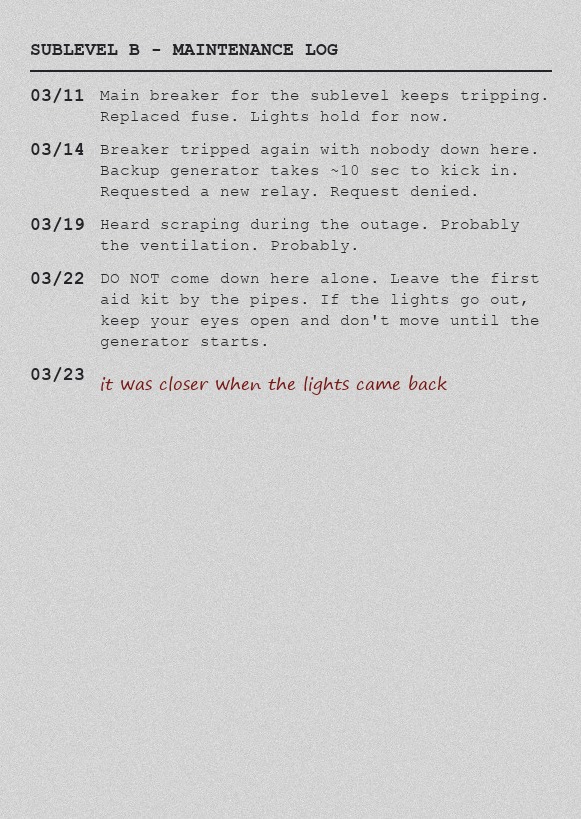 SUBLEVEL B - MAINTENANCE LOG
03/11 Main breaker for the sublevel keeps tripping.
Replaced fuse. Lights hold for now.
03/14 Breaker tripped again with nobody down here.
Backup generator takes ~10 sec to kick in.
Requested a new relay. Request denied.
03/19 Heard scraping during the outage. Probably
the ventilation. Probably.
03/22 DO NOT come down here alone. Leave the first
aid kit by the pipes. If the lights go out,
keep your eyes open and don't move until the
generator starts.
03/23 it was closer when the lights came back